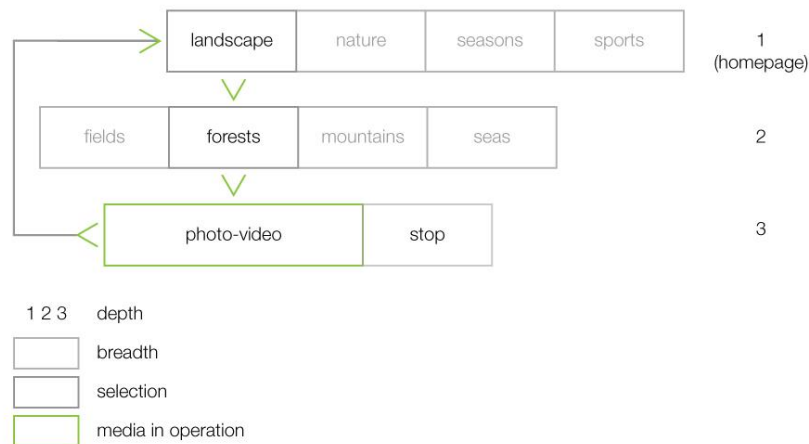 landscape nature seasons sports 1
(homepage)
fields forests mountains seas 2
photo-video stop 3
1 2 3 depth
breadth
selection
media in operation